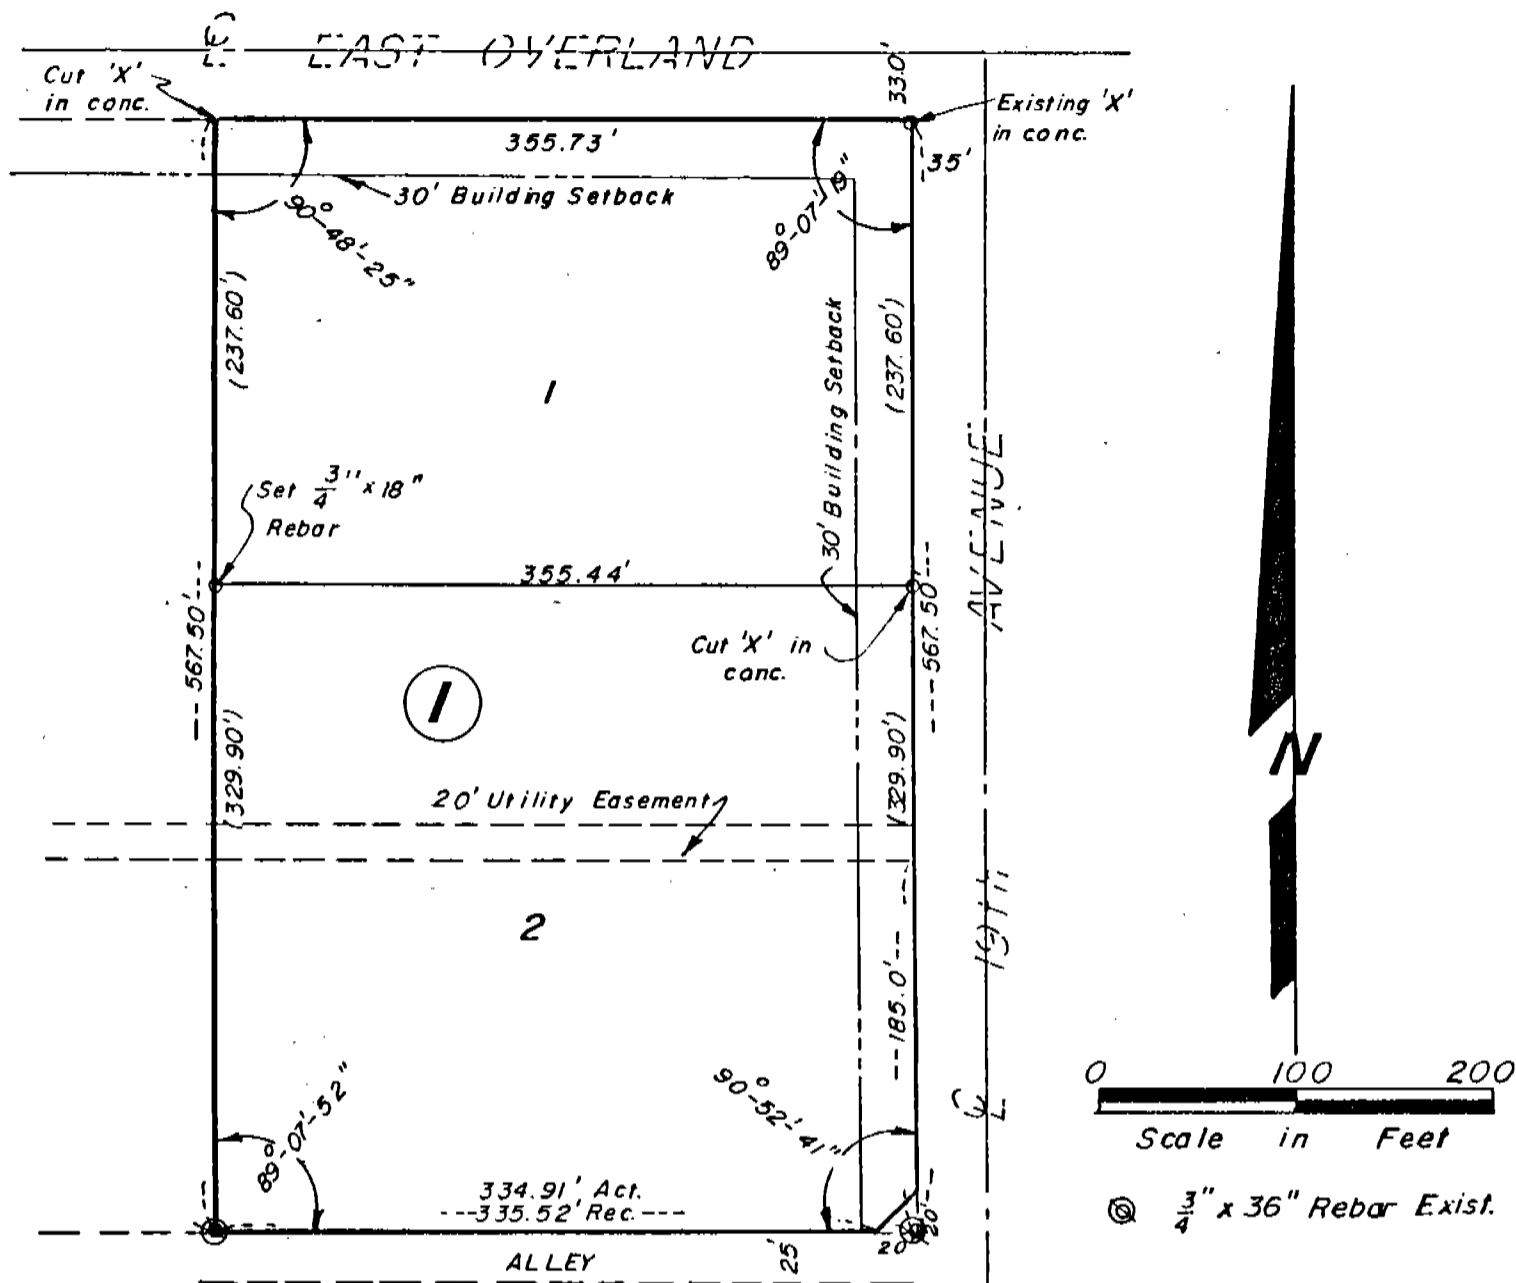 ℄ EAST OVERLAND
Cut 'X'
in conc.
33.0'
Existing 'X'
in conc.
355.73'
35'
30' Building Setback
90°-48'-25"
89°-07'-19"
(237.60')
(237.60')
30' Building Setback
1
Set 3/4" x 18"
Rebar
355.44'
---567.50'---
----567.50'---
Cut 'X' in
conc.
1
(329.90')
(329.90')
20' Utility Easement
2
--185.0'--
℄ 19th AVENUE
N
0 100 200
Scale in Feet
89°-07'-52"
90°-52'-41"
334.91' Act.
---335.52' Rec.----
20'
20'
25'
ALLEY
3/4" x 36" Rebar Exist.